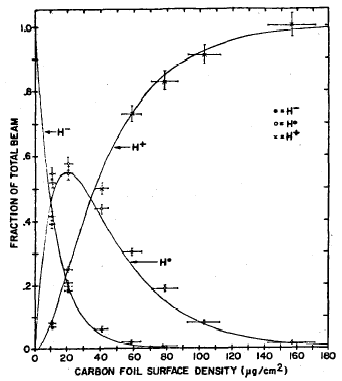 1.0
.8
.6
.4
.2
0
FRACTION OF TOTAL BEAM
H⁻
H⁺
H°
• = H⁻
○ = H°
× = H⁺
0 20 40 60 80 100 120 140 160 180
CARBON FOIL SURFACE DENSITY (μg/cm²)